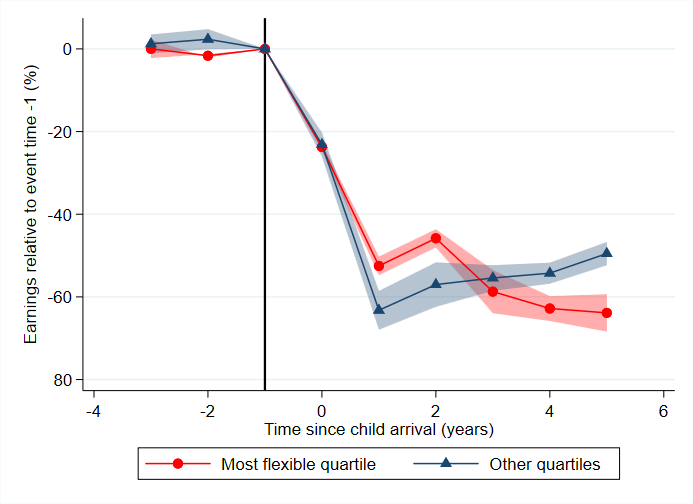 Earnings relative to event time -1 (%)
0
-20
-40
-60
80
-4
-2
0
2
4
6
Time since child arrival (years)
Most flexible quartile
Other quartiles